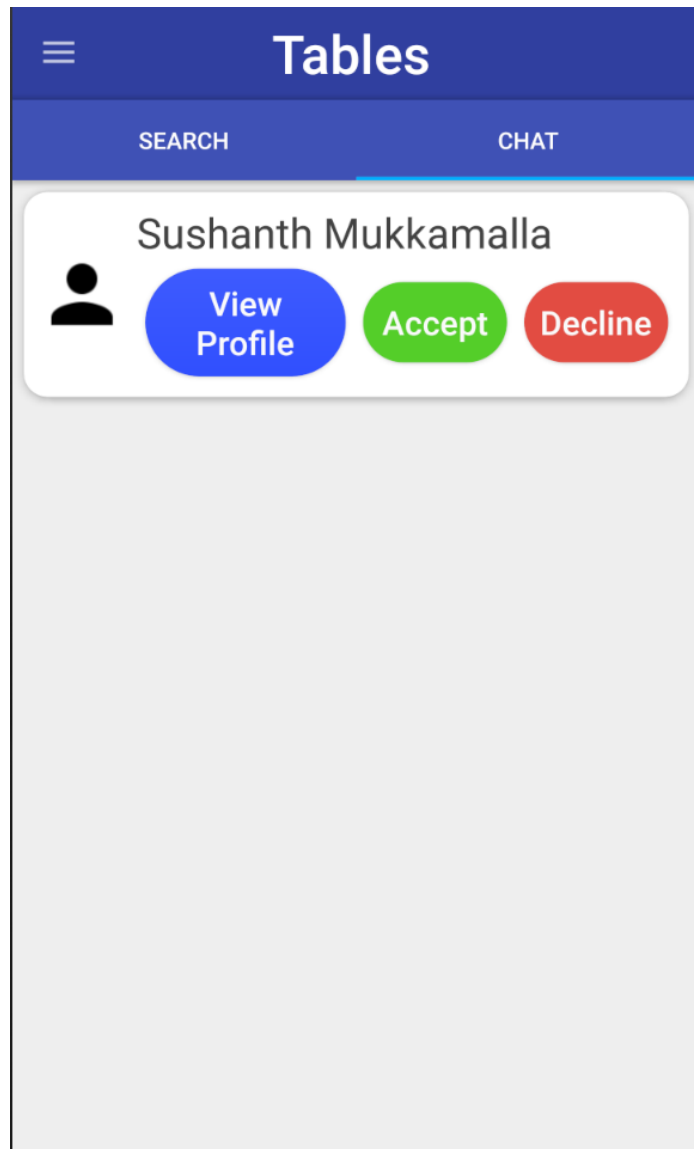 Tables
SEARCH
CHAT
Sushanth Mukkamalla
View
Profile
Accept
Decline